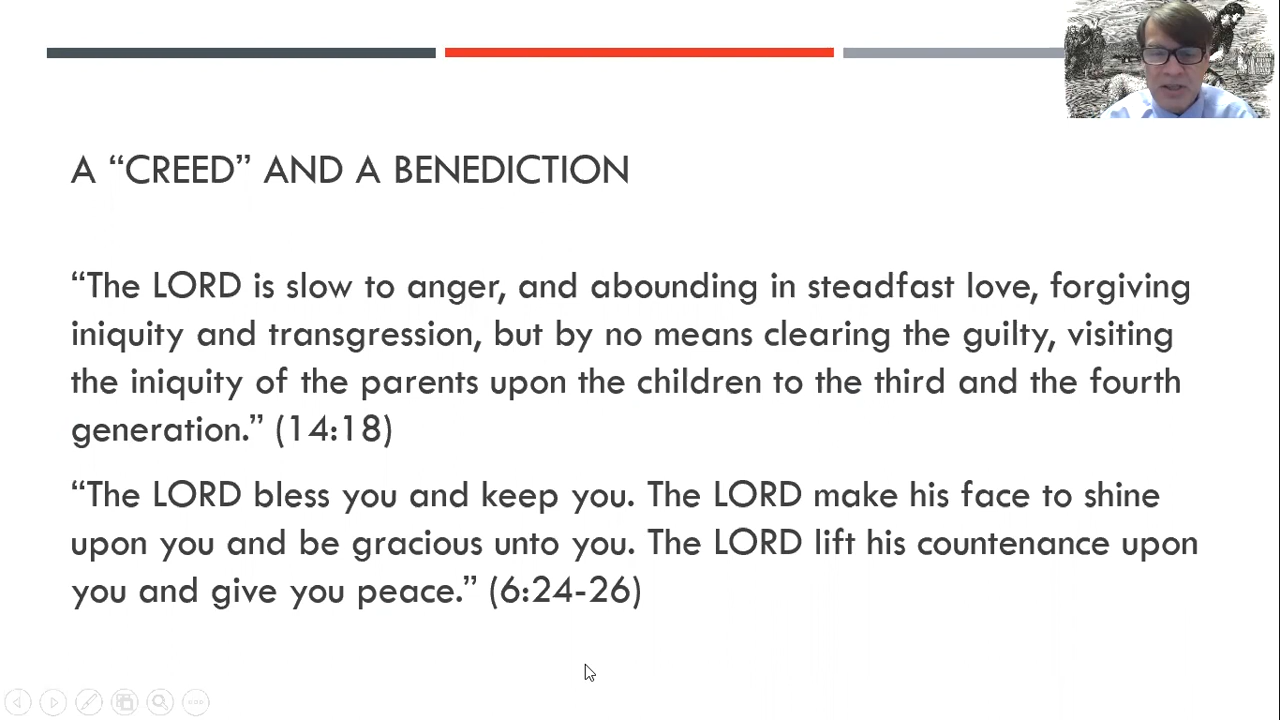 A “CREED” AND A BENEDICTION
“The LORD is slow to anger, and abounding in steadfast love, forgiving
iniquity and transgression, but by no means clearing the guilty, visiting
the iniquity of the parents upon the children to the third and the fourth
generation.” (14:18)
“The LORD bless you and keep you. The LORD make his face to shine
upon you and be gracious unto you. The LORD lift his countenance upon
you and give you peace.” (6:24-26)